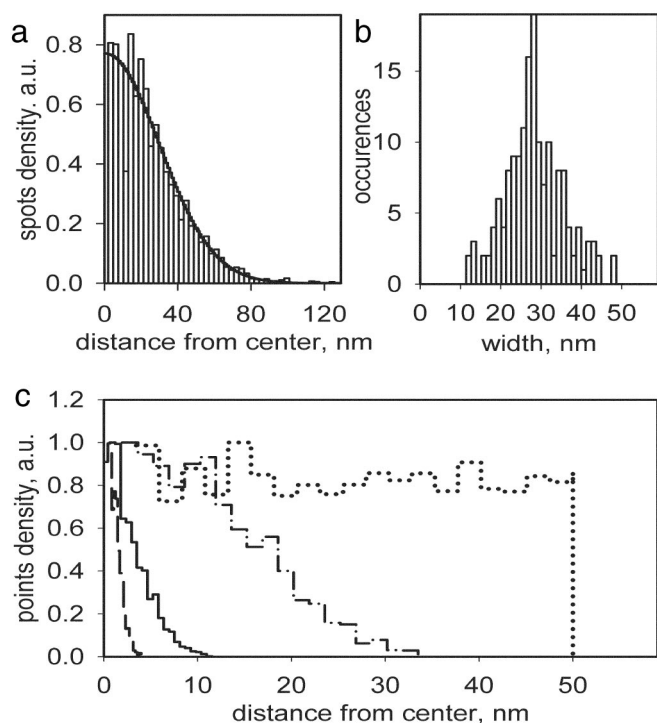 a
0.8
0.6
0.4
0.2
0.0
spots density. a.u.
0 40 80 120
distance from center, nm
b
15
10
5
0
occurences
0 10 20 30 40 50
width, nm
c
1.2
1.0
0.8
0.6
0.4
0.2
0.0
points density, a.u.
0 10 20 30 40 50
distance from center, nm